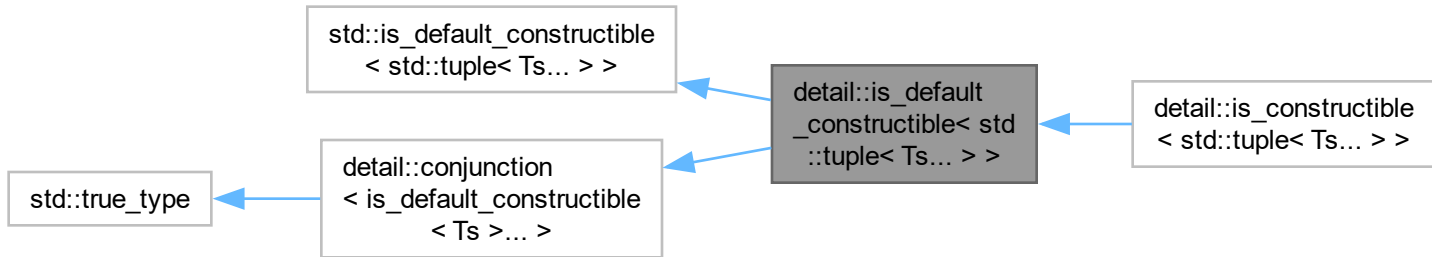 std::is_default_constructible
< std::tuple< Ts... > >
detail::conjunction
< is_default_constructible
< Ts >... >
std::true_type
detail::is_default
_constructible< std
::tuple< Ts... > >
detail::is_constructible
< std::tuple< Ts... > >